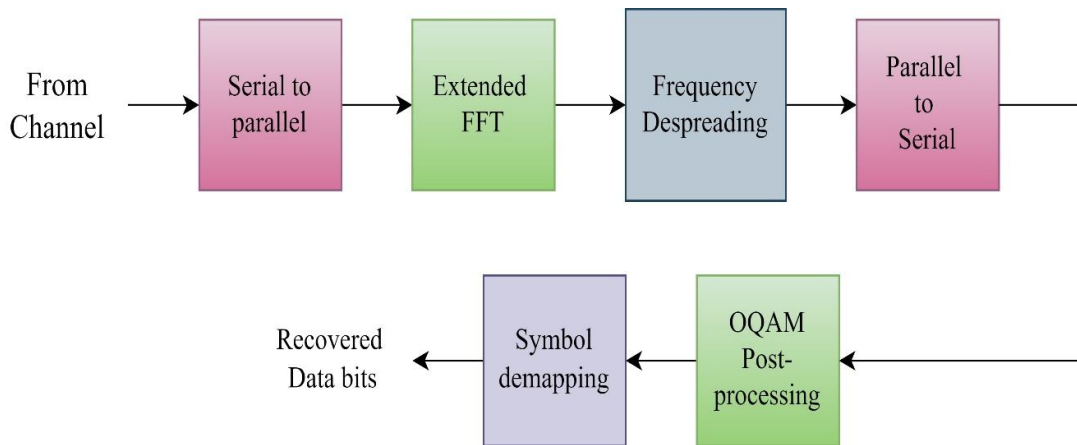 From
Channel
Serial to
parallel
Extended
FFT
Frequency
Despreading
Parallel
to
Serial
OQAM
Post-
processing
Symbol
demapping
Recovered
Data bits